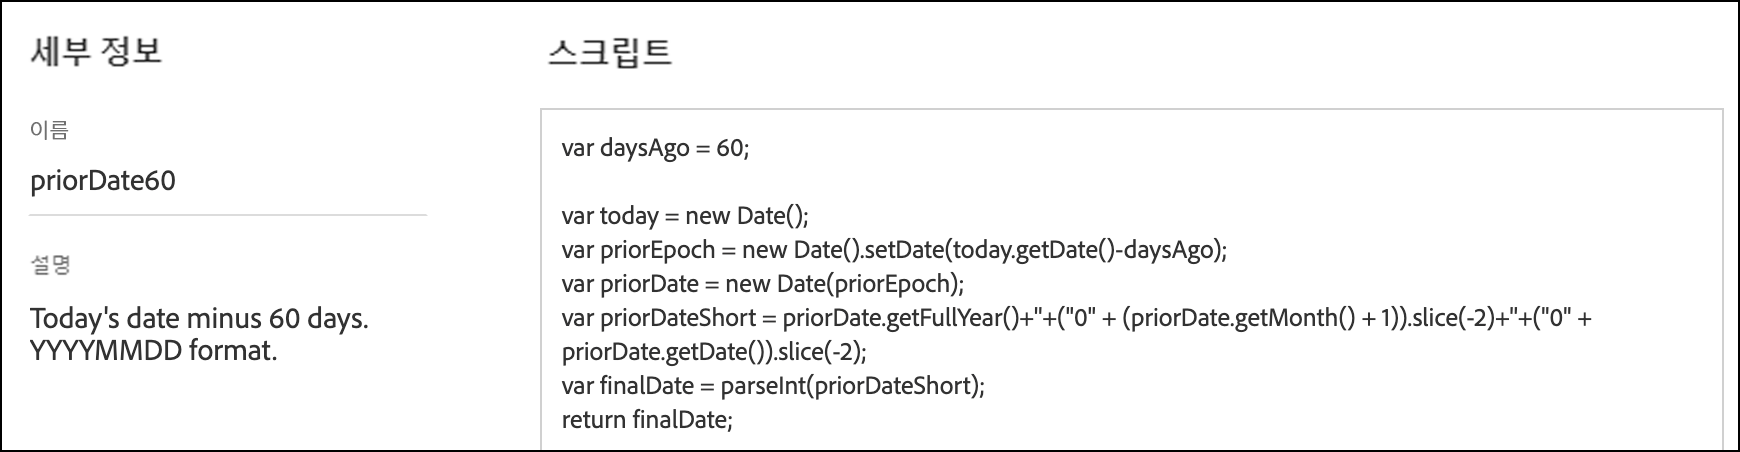 세부 정보
이름
priorDate60
설명
Today's date minus 60 days.
YYYYMMDD format.
스크립트
var daysAgo = 60;
var today = new Date();
var priorEpoch = new Date().setDate(today.getDate()-daysAgo);
var priorDate = new Date(priorEpoch);
var priorDateShort = priorDate.getFullYear()+''+("0" + (priorDate.getMonth() + 1)).slice(-2)+''+("0" +
priorDate.getDate()).slice(-2);
var finalDate = parseInt(priorDateShort);
return finalDate;